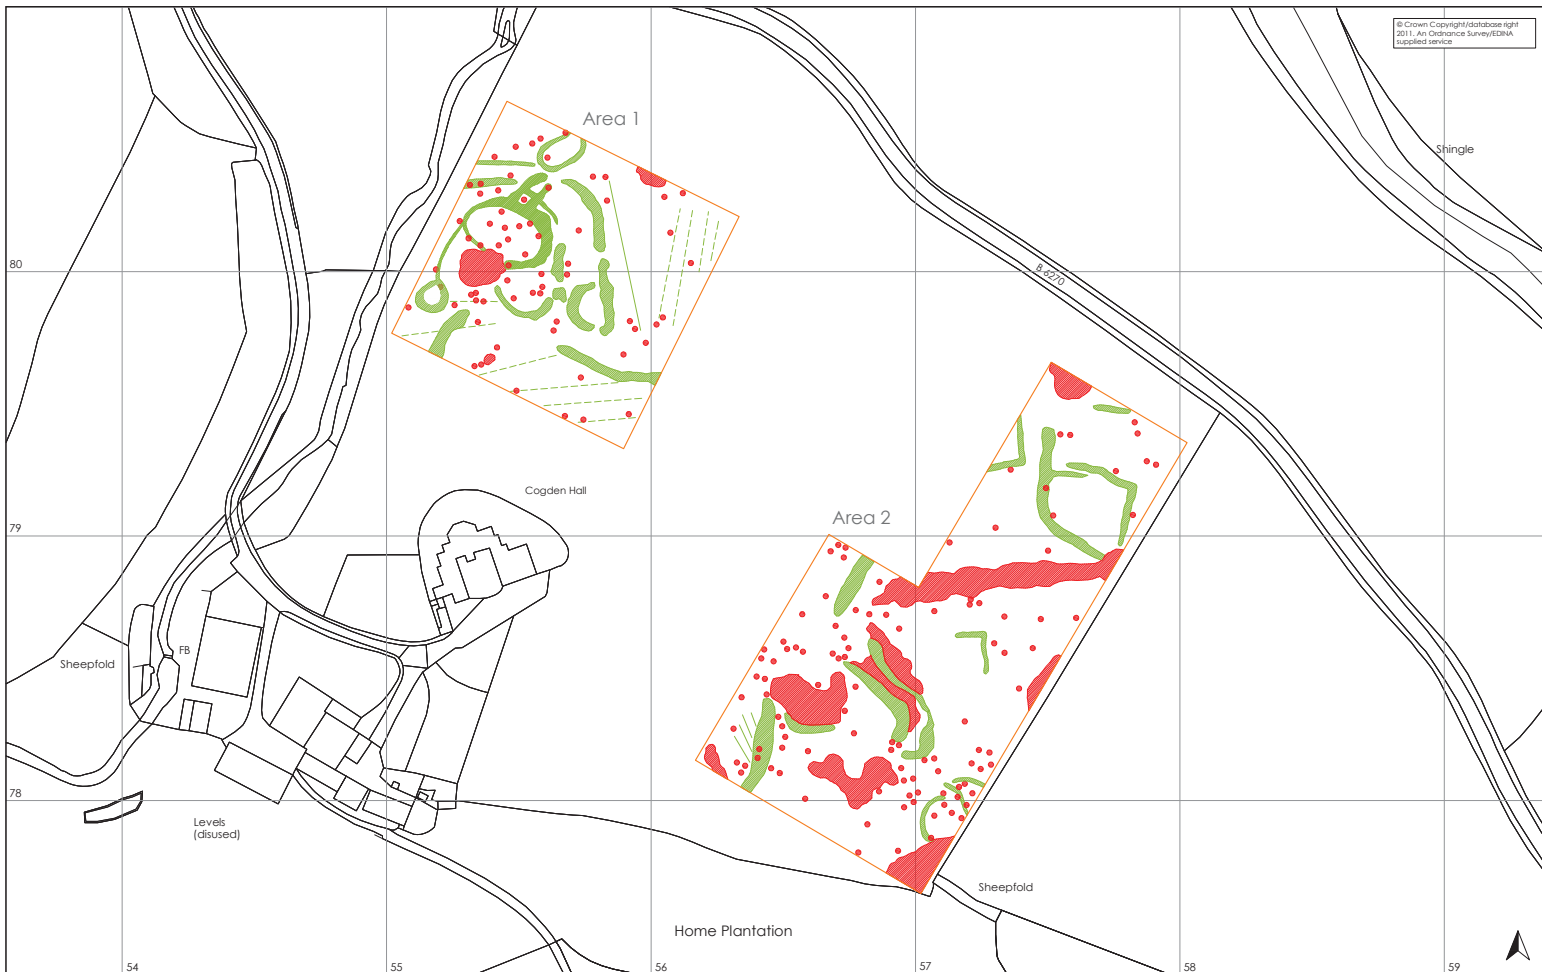 © Crown Copyright/database right
2011. An Ordnance Survey/EDINA
supplied service
Area 1
Shingle
80
B 6270
Cogden Hall
Area 2
79
FB
Sheepfold
78
Levels
(disused)
Sheepfold
Home Plantation
54
55
56
57
58
59